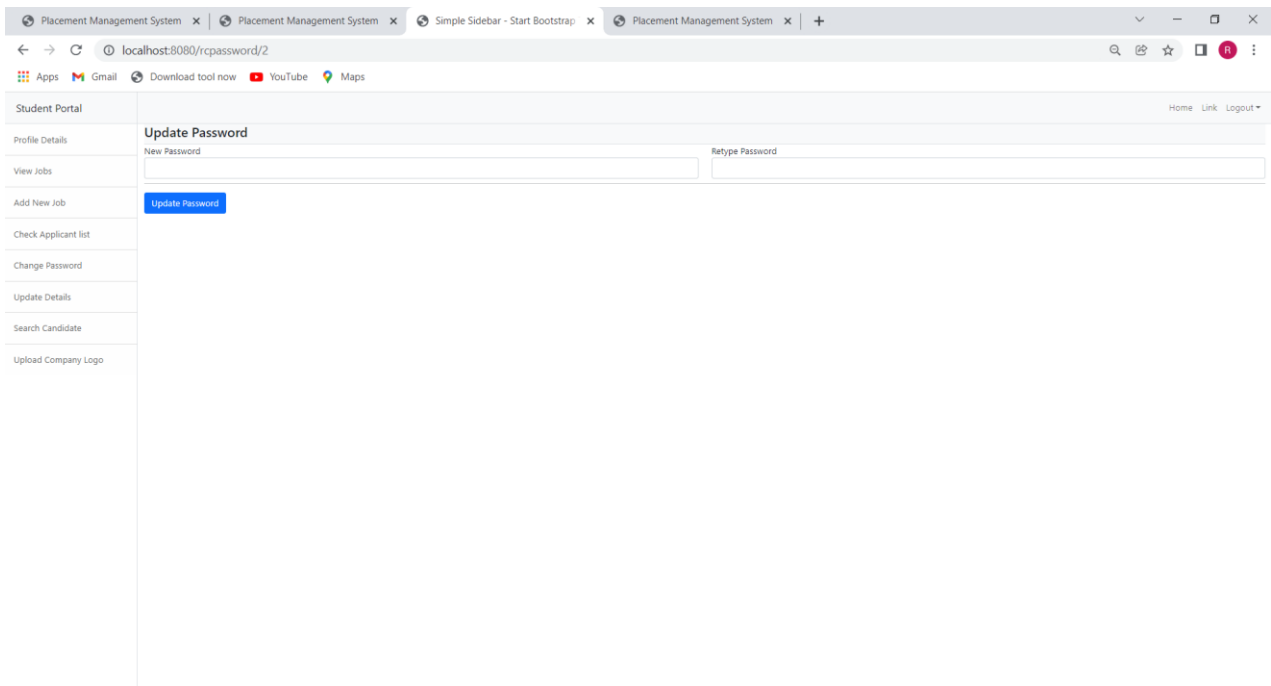 Placement Management System Placement Management System Simple Sidebar - Start Bootstrap Placement Management System
localhost:8080/rcpassword/2 R
Apps Gmail Download tool now YouTube Maps
Student Portal Home Link Logout
Profile Details
View Jobs
Add New Job
Check Applicant list
Change Password
Update Details
Search Candidate
Upload Company Logo
Update Password
New Password Retype Password
Update Password